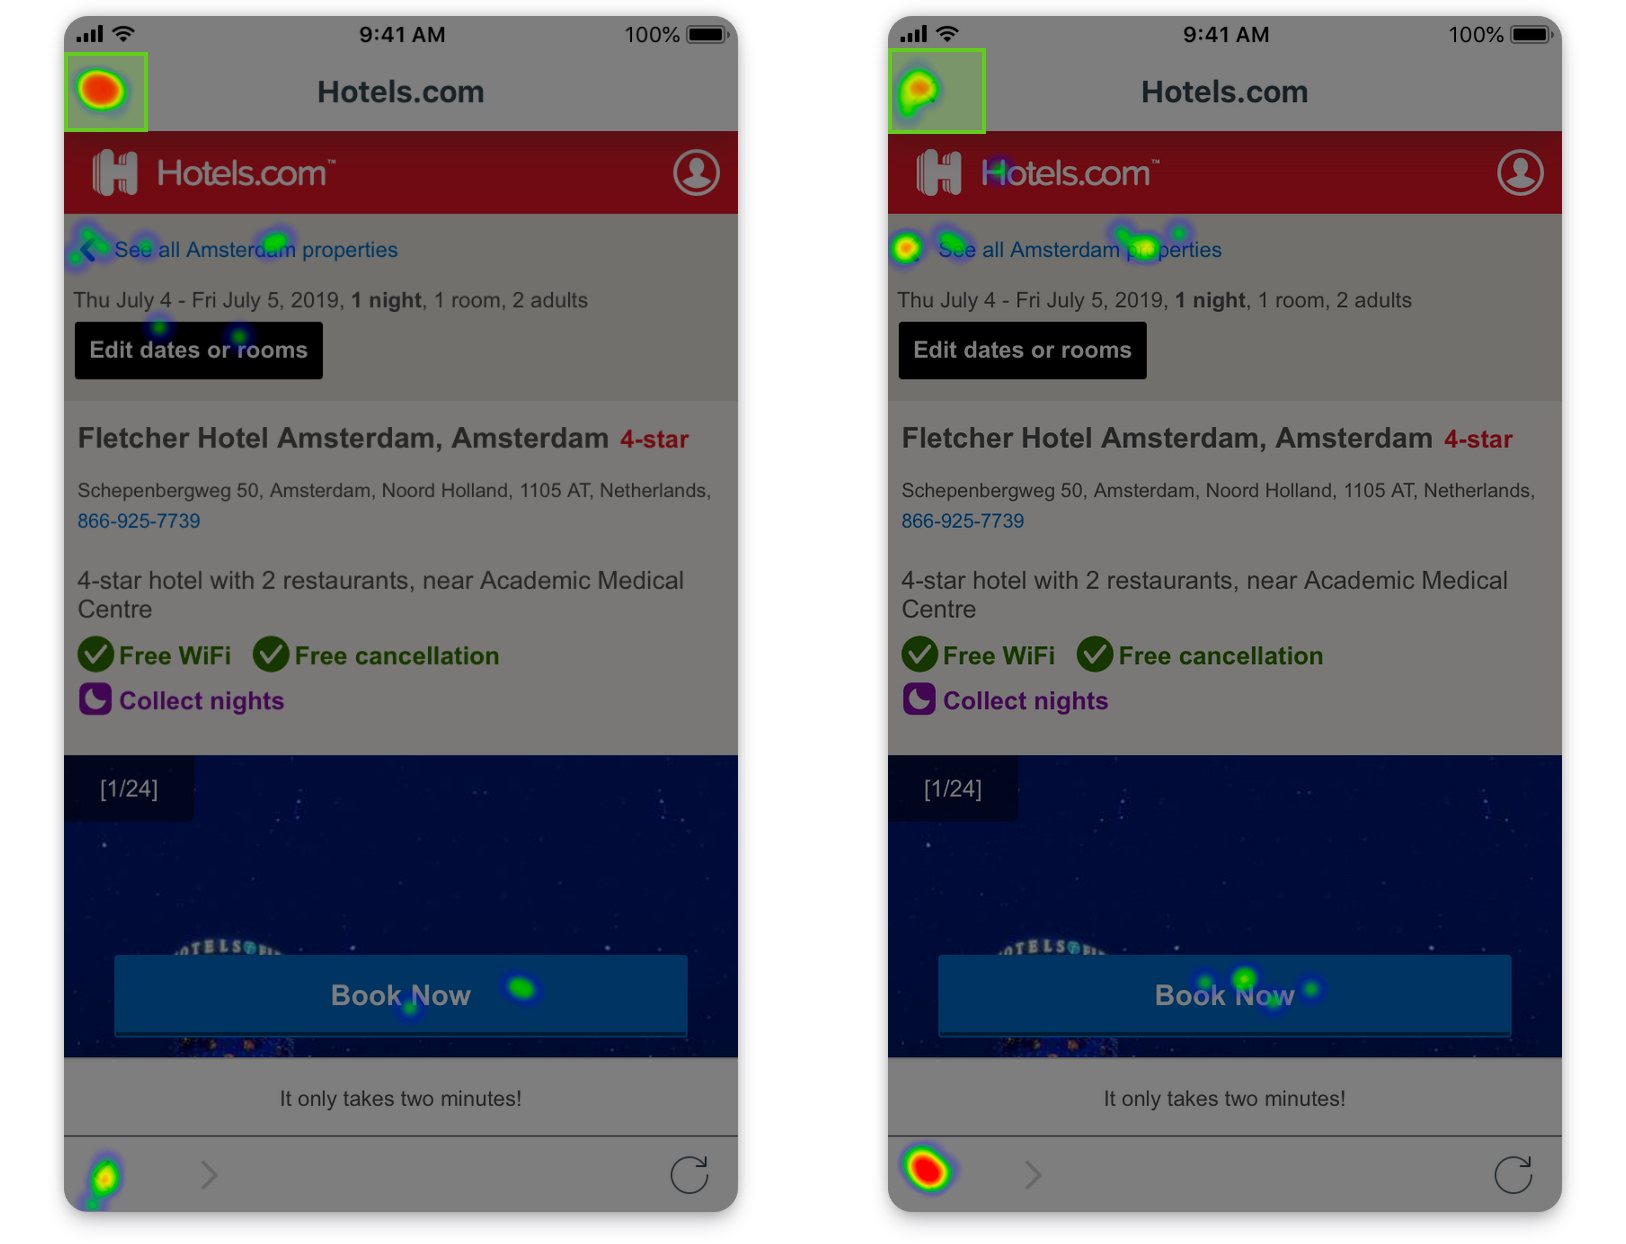 9:41 AM 100%
Hotels.com
Hotels.com™
See all Amsterdam properties
Thu July 4 - Fri July 5, 2019, 1 night, 1 room, 2 adults
Edit dates or rooms
Fletcher Hotel Amsterdam, Amsterdam 4-star
Schepenbergweg 50, Amsterdam, Noord Holland, 1105 AT, Netherlands,
866-925-7739
4-star hotel with 2 restaurants, near Academic Medical
Centre
Free WiFi Free cancellation
Collect nights
[1/24]
Book Now
It only takes two minutes!
9:41 AM 100%
Hotels.com
Hotels.com™
See all Amsterdam properties
Thu July 4 - Fri July 5, 2019, 1 night, 1 room, 2 adults
Edit dates or rooms
Fletcher Hotel Amsterdam, Amsterdam 4-star
Schepenbergweg 50, Amsterdam, Noord Holland, 1105 AT, Netherlands,
866-925-7739
4-star hotel with 2 restaurants, near Academic Medical
Centre
Free WiFi Free cancellation
Collect nights
[1/24]
Book Now
It only takes two minutes!